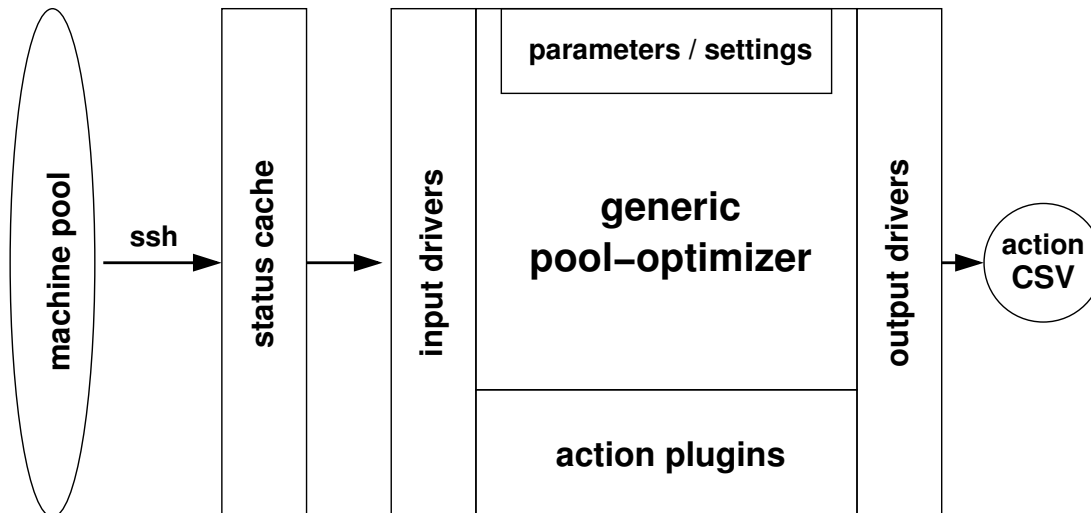 machine pool
ssh
status cache
input drivers
parameters / settings
generic
pool−optimizer
action plugins
output drivers
action
CSV